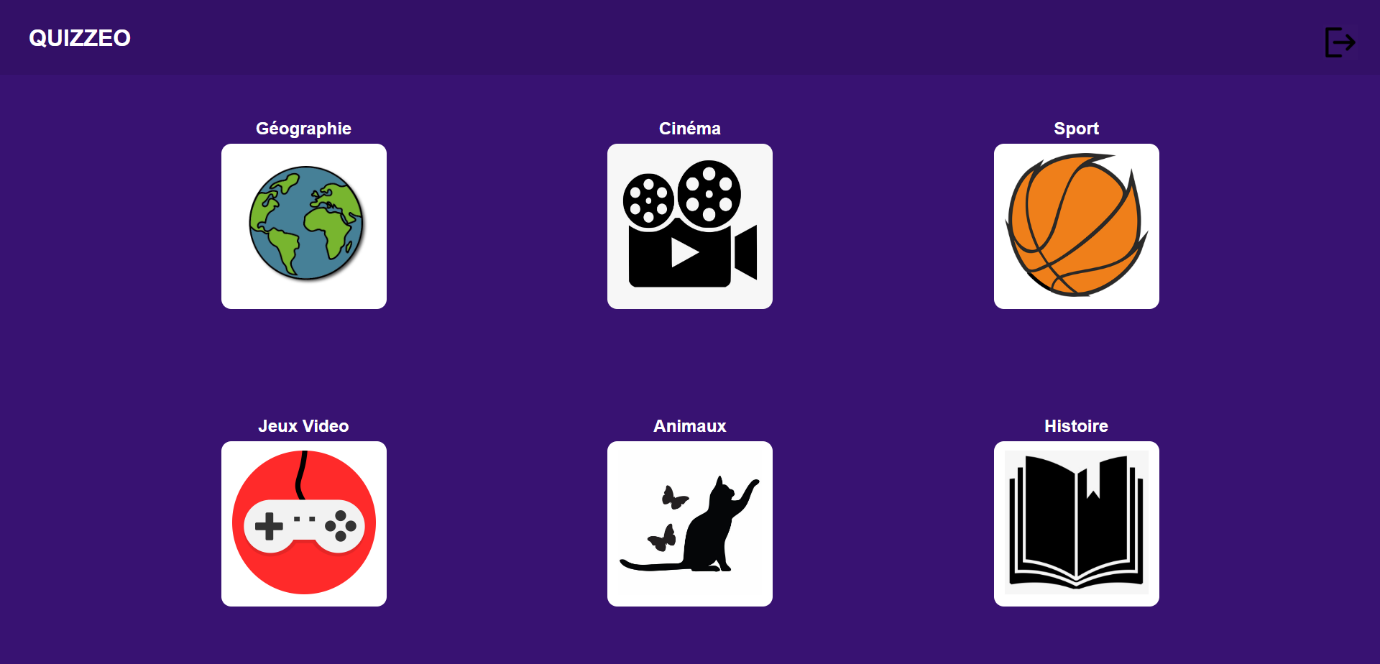 QUIZZEO
Géographie
Cinéma
Sport
Jeux Video
Animaux
Histoire